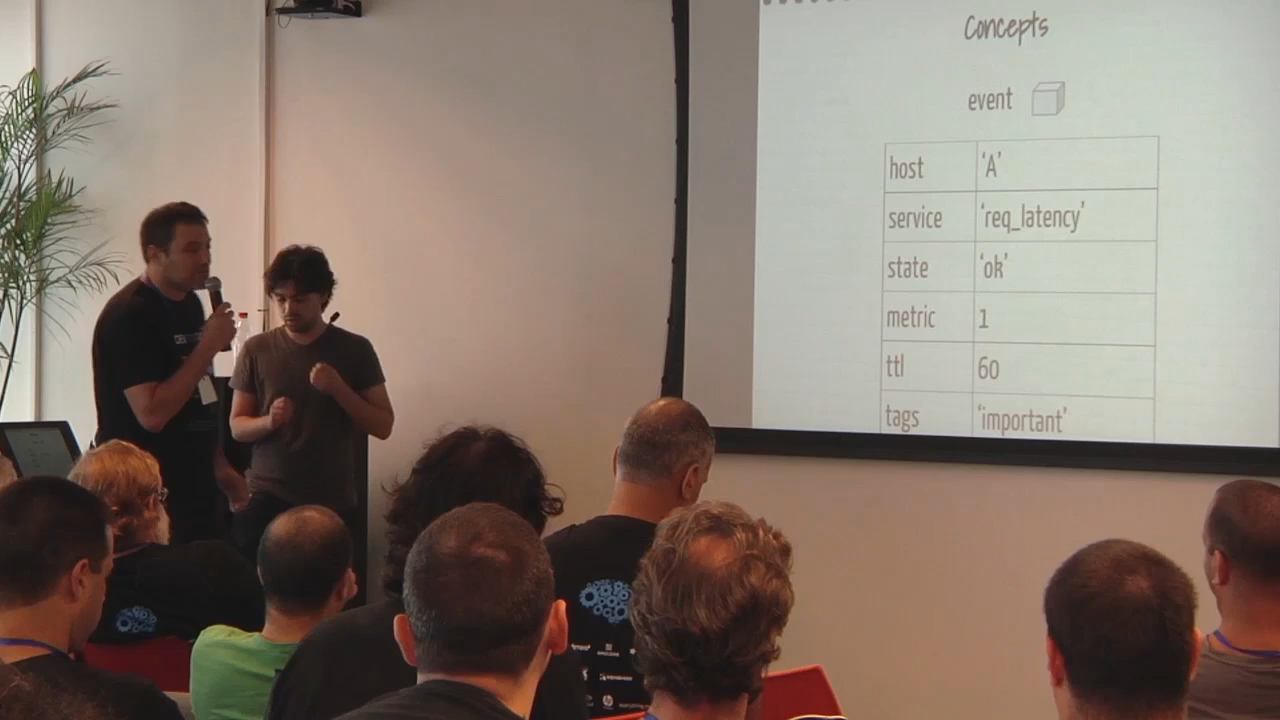 Concepts
event
host 'A'
service 'req_latency'
state 'ok'
metric 1
ttl 60
tags 'important'